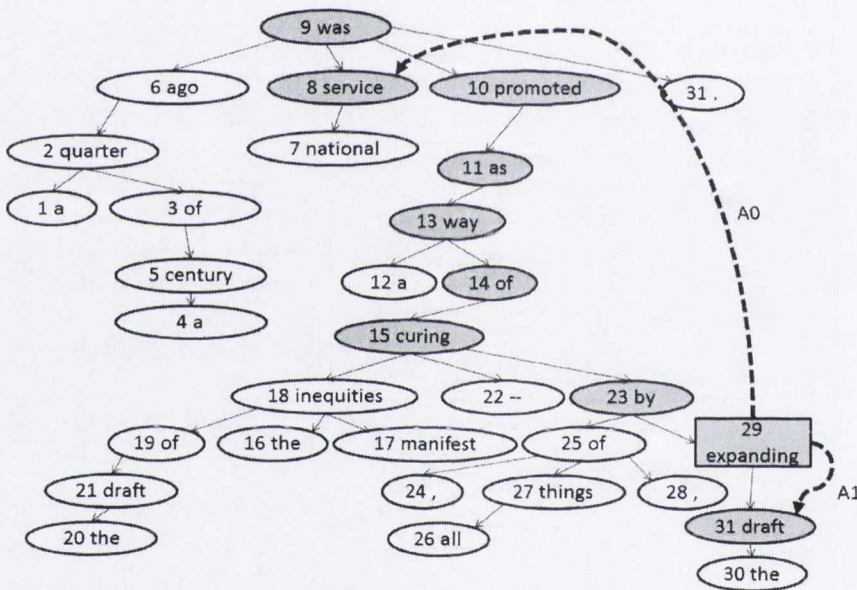 9 was
6 ago
8 service
10 promoted
31 .
2 quarter
7 national
11 as
1 a
3 of
13 way
A0
5 century
12 a
14 of
4 a
15 curing
18 inequities
22 --
23 by
19 of
16 the
17 manifest
25 of
29
expanding
21 draft
24 ,
27 things
28 ,
A1
20 the
26 all
31 draft
30 the